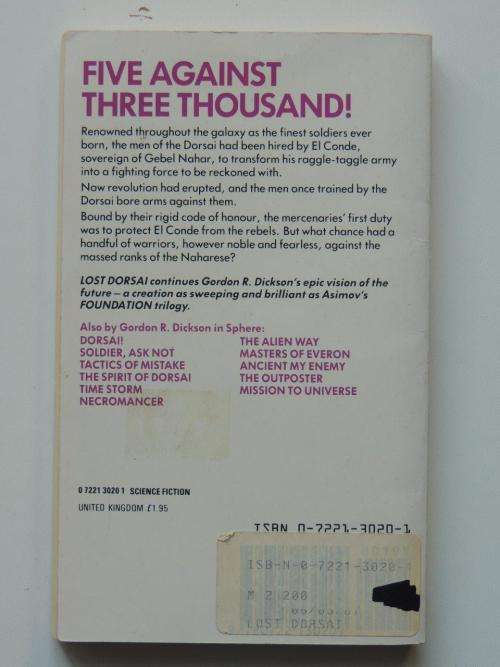 FIVE AGAINST
THREE THOUSAND!
Renowned throughout the galaxy as the finest soldiers ever
born, the men of the Dorsai had been hired by El Conde,
sovereign of Gebel Nahar, to transform his raggle-taggle army
into a fighting force to be reckoned with.
Now revolution had erupted, and the men once trained by the
Dorsai bore arms against them.
Bound by their rigid code of honour, the mercenaries' first duty
was to protect El Conde from the rebels. But what chance had a
handful of warriors, however noble and fearless, against the
massed ranks of the Naharese?
LOST DORSAI continues Gordon R. Dickson's epic vision of the
future – a creation as sweeping and brilliant as Asimov's
FOUNDATION trilogy.
Also by Gordon R. Dickson in Sphere:
DORSAI!
SOLDIER, ASK NOT
TACTICS OF MISTAKE
THE SPIRIT OF DORSAI
TIME STORM
NECROMANCER
THE ALIEN WAY
MASTERS OF EVERON
ANCIENT MY ENEMY
THE OUTPOSTER
MISSION TO UNIVERSE
0 7221 3020 1 SCIENCE FICTION
UNITED KINGDOM £1.95
ISBN 0-7221-3020-1
ISB-N-0-7221-3020-
M 2 200
LOST DORSAI